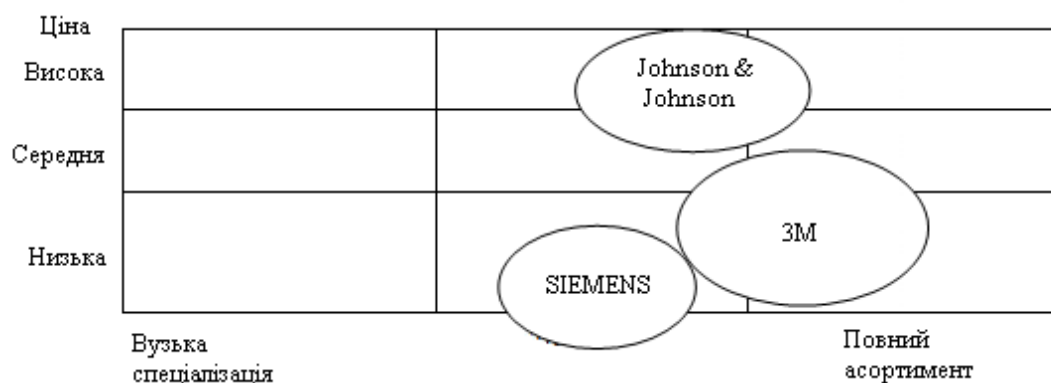 Ціна
Висока
Johnson &
Johnson
Середня
3M
Низька
SIEMENS
Вузька
спеціалізація
Повний
асортимент